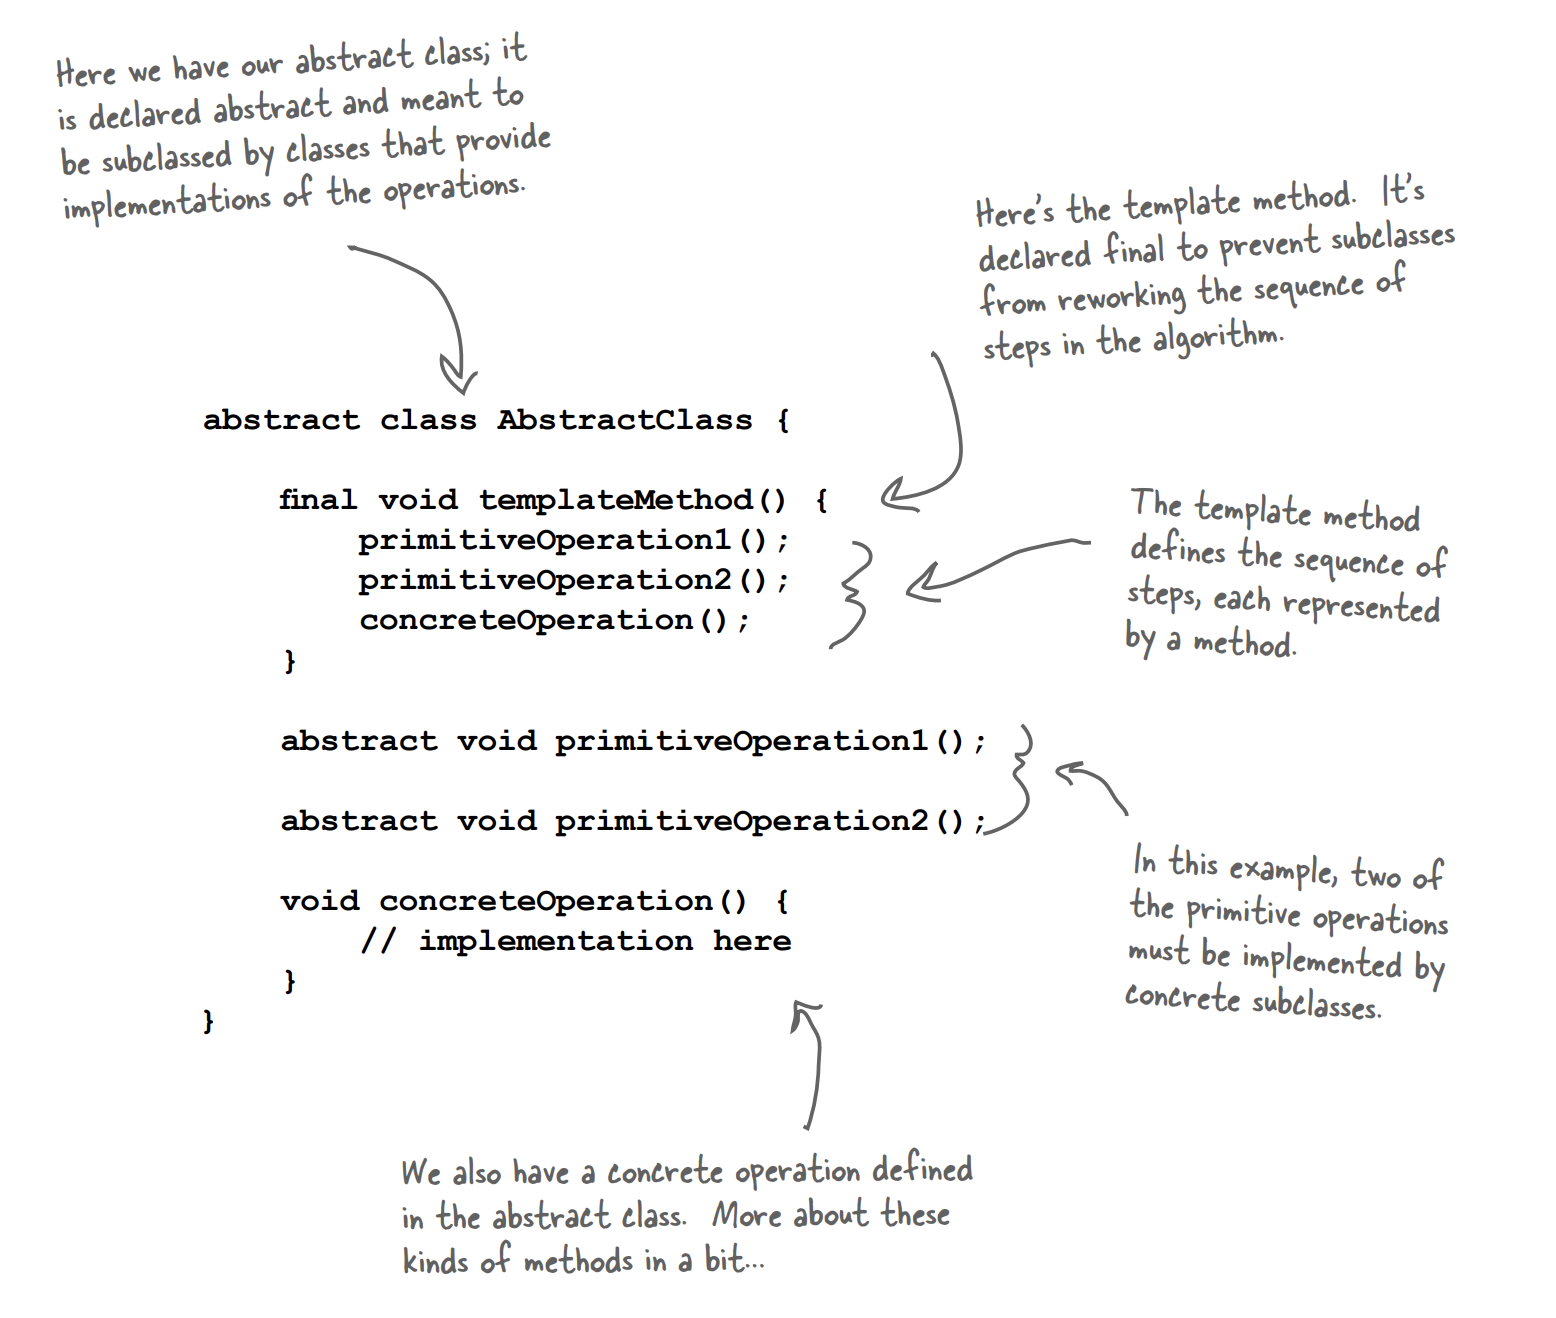 Here we have our abstract class; it
is declared abstract and meant to
be subclassed by classes that provide
implementations of the operations.
Here's the template method. It's
declared final to prevent subclasses
from reworking the sequence of
steps in the algorithm.
abstract class AbstractClass {
final void templateMethod() {
primitiveOperation1();
primitiveOperation2();
concreteOperation();
}
The template method
defines the sequence of
steps, each represented
by a method.
abstract void primitiveOperation1();
abstract void primitiveOperation2();
In this example, two of
the primitive operations
must be implemented by
concrete subclasses.
void concreteOperation() {
// implementation here
}
}
We also have a concrete operation defined
in the abstract class. More about these
kinds of methods in a bit...